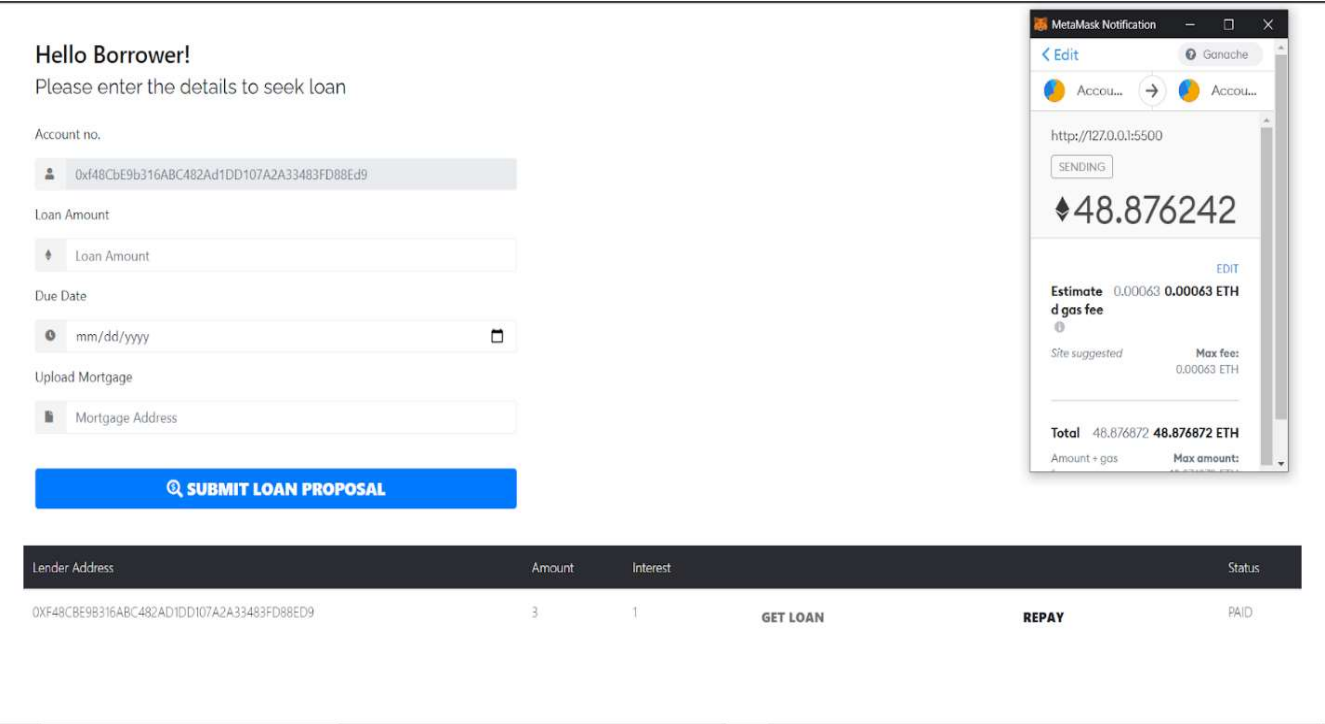 Hello Borrower!
Please enter the details to seek loan
Account no.
0xf48CbE9b316ABC482Ad1DD107A2A33483FD88Ed9
Loan Amount
Loan Amount
Due Date
mm/dd/yyyy
Upload Mortgage
Mortgage Address
SUBMIT LOAN PROPOSAL
MetaMask Notification
Edit
Ganache
Accou... Accou...
http://127.0.0.1:5500
SENDING
48.876242
EDIT
Estimate 0.00063 0.00063 ETH
d gas fee
Site suggested Max fee:
0.00063 ETH
Total 48.876872 48.876872 ETH
Amount + gas Max amount:
Lender Address Amount Interest Status
0XF48CBE9B316ABC482AD1DD107A2A33483FD88ED9 3 1 GET LOAN REPAY PAID